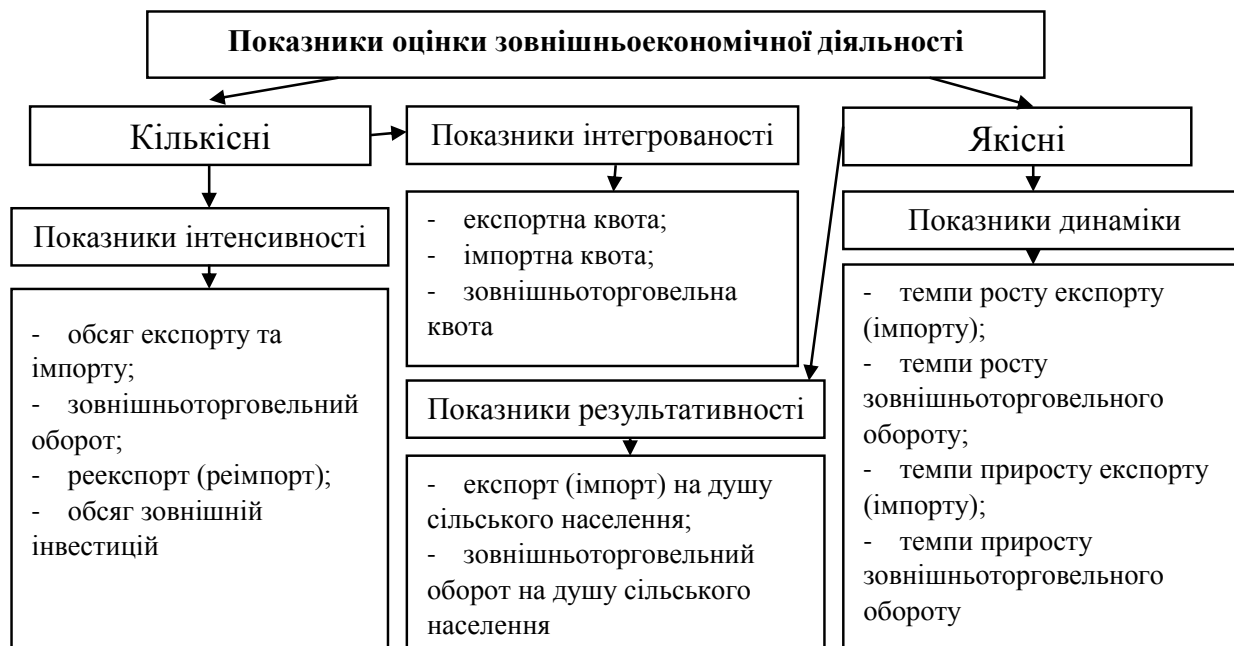 Показники оцінки зовнішньоекономічної діяльності
Кількісні
Показники інтегрованості
Якісні
Показники інтенсивності
- експортна квота;
- імпортна квота;
- зовнішньоторговельна
квота
Показники динаміки
- обсяг експорту та
імпорту;
- зовнішньоторговельний
оборот;
- реекспорт (реімпорт);
- обсяг зовнішній
інвестицій
Показники результативності
- експорт (імпорт) на душу
сільського населення;
- зовнішньоторговельний
оборот на душу сільського
населення
- темпи росту експорту
(імпорту);
- темпи росту
зовнішньоторговельного
обороту;
- темпи приросту експорту
(імпорту);
- темпи приросту
зовнішньоторговельного
обороту